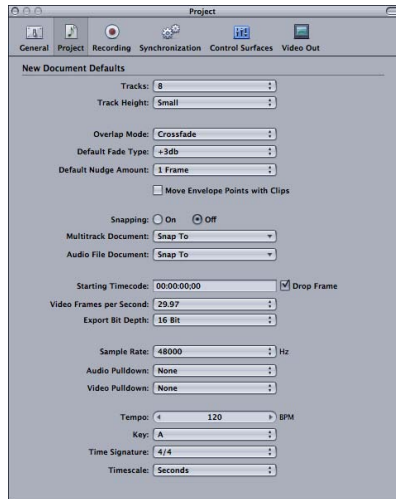 Project
General Project Recording Synchronization Control Surfaces Video Out
New Document Defaults
Tracks: 8
Track Height: Small
Overlap Mode: Crossfade
Default Fade Type: +3db
Default Nudge Amount: 1 Frame
Move Envelope Points with Clips
Snapping: On Off
Multitrack Document: Snap To
Audio File Document: Snap To
Starting Timecode: 00:00:00;00 Drop Frame
Video Frames per Second: 29.97
Export Bit Depth: 16 Bit
Sample Rate: 48000 Hz
Audio Pulldown: None
Video Pulldown: None
Tempo: 120 BPM
Key: A
Time Signature: 4/4
Timescale: Seconds